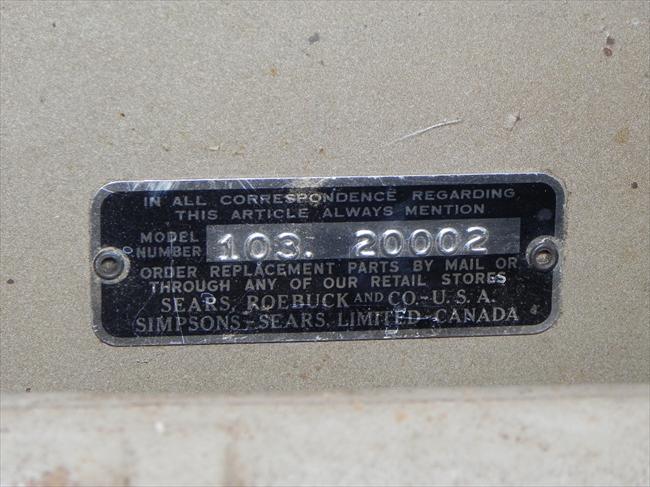 IN ALL CORRESPONDENCE REGARDING
THIS ARTICLE ALWAYS MENTION
MODEL NUMBER 103. 20002
ORDER REPLACEMENT PARTS BY MAIL OR
THROUGH ANY OF OUR RETAIL STORES
SEARS, ROEBUCK AND CO.-U.S.A.
SIMPSONS-SEARS, LIMITED-CANADA